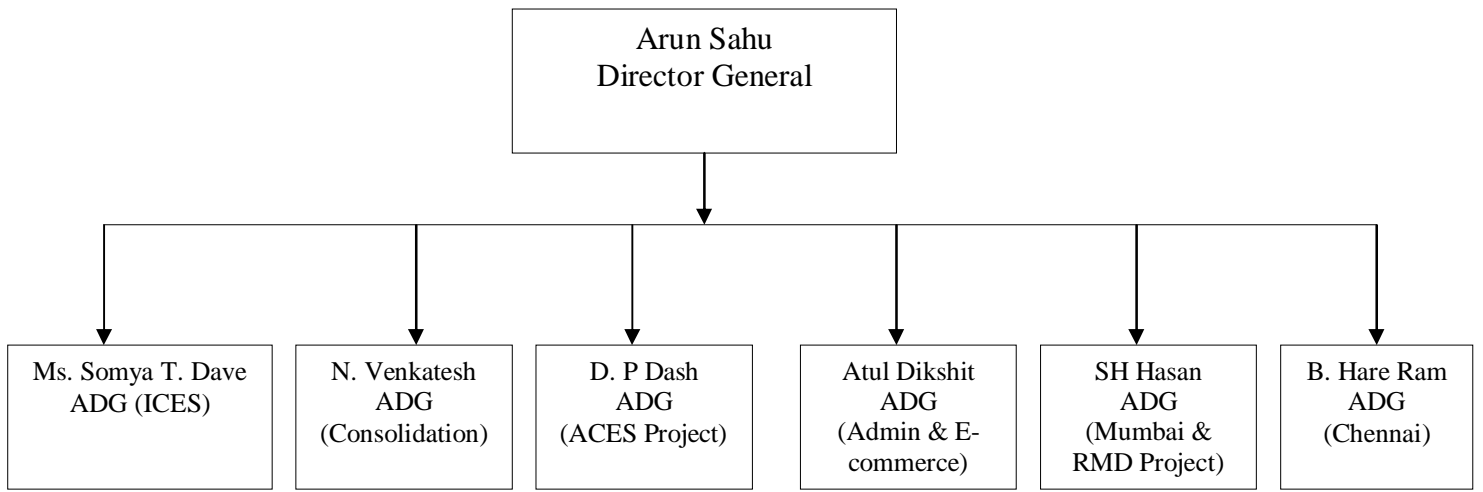 Arun Sahu
Director General
Ms. Somya T. Dave
ADG (ICES)
N. Venkatesh
ADG
(Consolidation)
D. P Dash
ADG
(ACES Project)
Atul Dikshit
ADG
(Admin & E-
commerce)
SH Hasan
ADG
(Mumbai &
RMD Project)
B. Hare Ram
ADG
(Chennai)